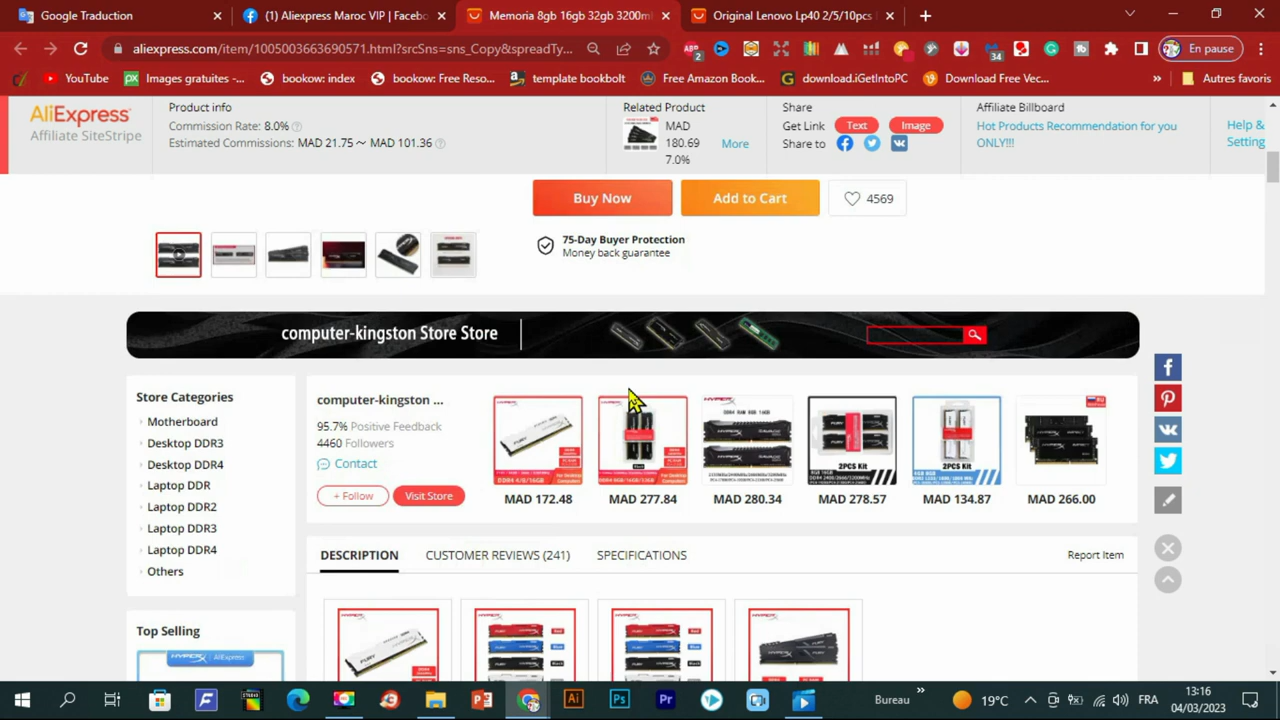 Google Traduction
(1) Aliexpress Maroc VIP | Facebo
Memoria 8gb 16gb 32gb 3200mh
Original Lenovo Lp40 2/5/10pcs
aliexpress.com/item/1005003663690571.html?srcSns=sns_Copy&spreadTy...
2
34
En pause
YouTube
Images gratuites -...
bookow: index
bookow: Free Reso...
template bookbolt
Free Amazon Book...
download.iGetIntoPC
Download Free Vec...
»
Autres favoris
AliExpress
Affiliate SiteStripe
Product info
Commission Rate: 8.0%
Estimated Commissions: MAD 21.75 ～ MAD 101.36
Related Product
MAD
180.69
7.0%
More
Share
Get Link
Text
Image
Share to
Affiliate Billboard
Hot Products Recommendation for you
ONLY!!!
Help &
Setting
Buy Now
Add to Cart
4569
75-Day Buyer Protection
Money back guarantee
computer-kingston Store Store
Store Categories
Motherboard
Desktop DDR3
Desktop DDR4
Laptop DDR
Laptop DDR2
Laptop DDR3
Laptop DDR4
Others
Top Selling
computer-kingston ...
95.7% Positive Feedback
4460 Followers
Contact
+ Follow
Visit Store
2PCS Kit
2PCS Kit
MAD 172.48
MAD 277.84
MAD 280.34
MAD 278.57
MAD 134.87
MAD 266.00
DESCRIPTION
CUSTOMER REVIEWS (241)
SPECIFICATIONS
Report Item
AliExpress
Bureau
»
19°C
FRA
13:16
04/03/2023